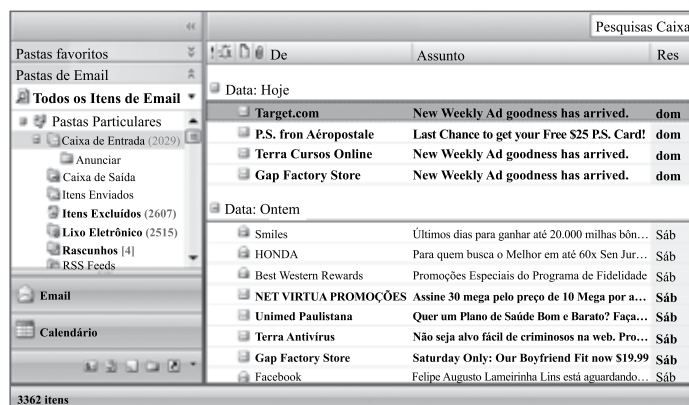 Pesquisas Caixa
Pastas favoritos
Pastas de Email
Todos os Itens de Email
Pastas Particulares
Caixa de Entrada (2029)
Anunciar
Caixa de Saída
Itens Enviados
Itens Excluídos (2607)
Lixo Eletrônico (2515)
Rascunhos [4]
RSS Feeds
Email
Calendário
De Assunto Res
Data: Hoje
Target.com New Weekly Ad goodness has arrived. dom
P.S. fron Aéropostale Last Chance to get your Free $25 P.S. Card! dom
Terra Cursos Online New Weekly Ad goodness has arrived. dom
Gap Factory Store New Weekly Ad goodness has arrived. dom
Data: Ontem
Smiles Últimos dias para ganhar até 20.000 milhas bôn... Sáb
HONDA Para quem busca o Melhor em até 60x Sen Jur... Sáb
Best Western Rewards Promoções Especiais do Programa de Fidelidade Sáb
NET VIRTUA PROMOÇÕES Assine 30 mega pelo preço de 10 Mega por a... Sáb
Unimed Paulistana Quer um Plano de Saúde Bom e Barato? Faça... Sáb
Terra Antivírus Não seja alvo fácil de criminosos na web. Pro... Sáb
Gap Factory Store Saturday Only: Our Boyfriend Fit now $19.99 Sáb
Facebook Felipe Augusto Lameirinha Lins está aguardando... Sáb
3362 itens